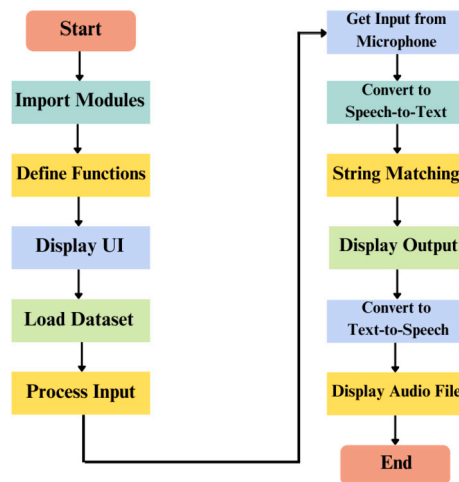 Start
Import Modules
Define Functions
Display UI
Load Dataset
Process Input
Get Input from
Microphone
Convert to
Speech-to-Text
String Matching
Display Output
Convert to
Text-to-Speech
Display Audio File
End